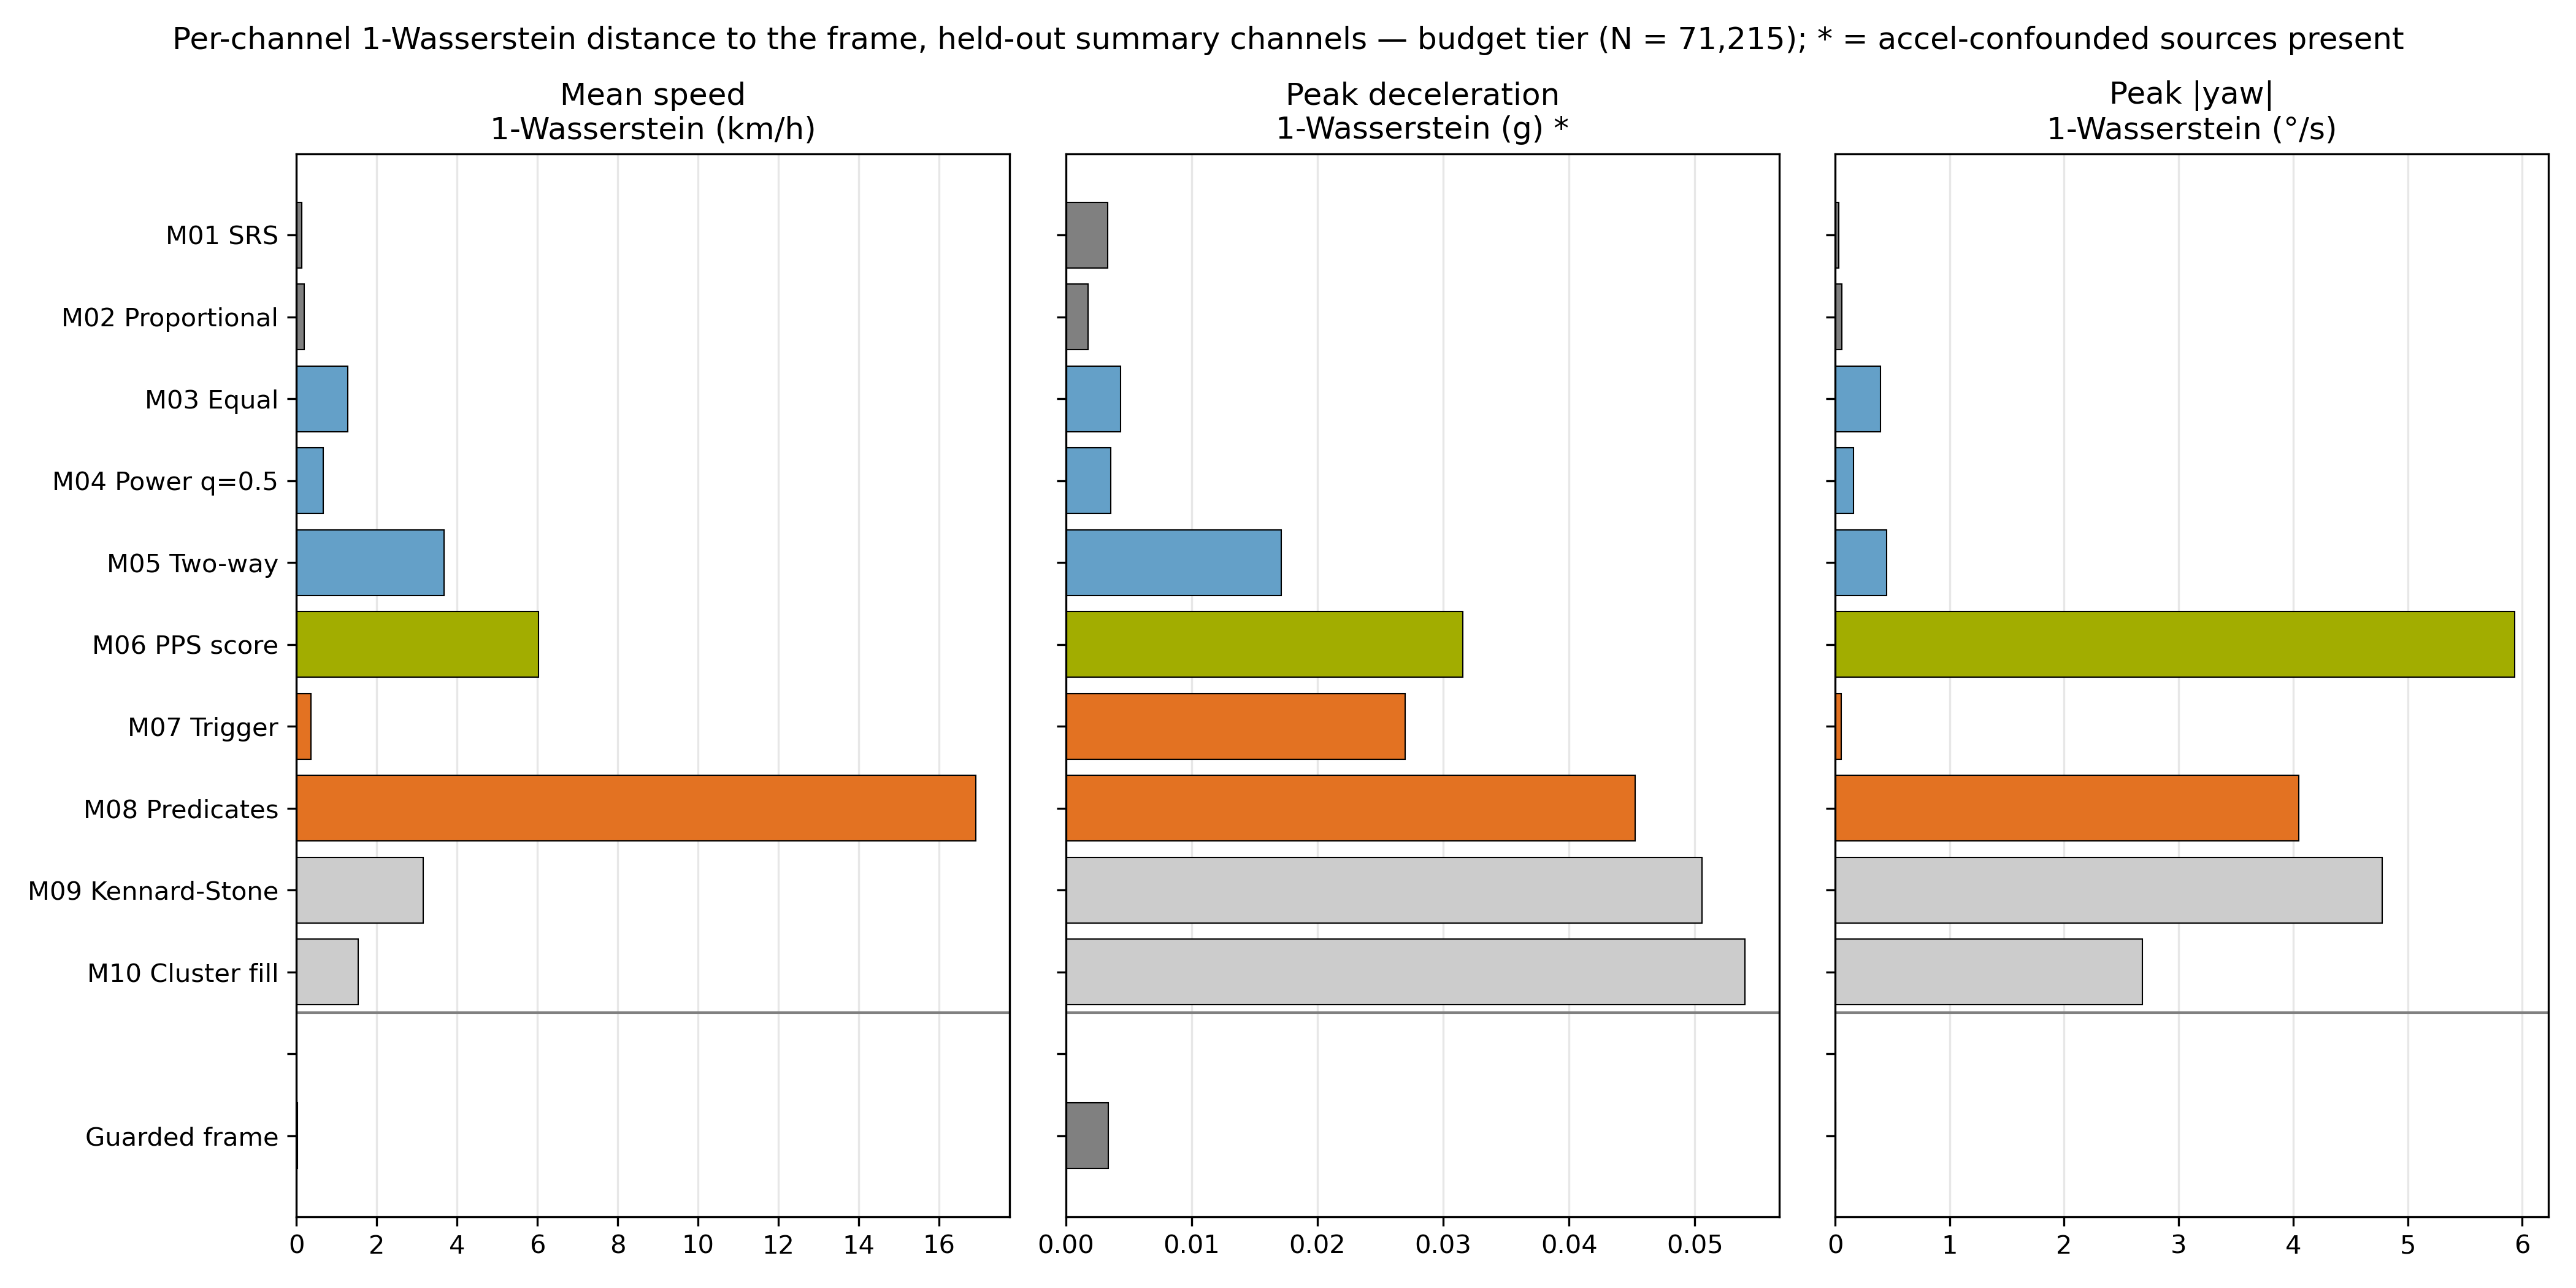 Per-channel 1-Wasserstein distance to the frame, held-out summary channels — budget tier (N = 71,215); * = accel-confounded sources present
Mean speed
1-Wasserstein (km/h)
Peak deceleration
1-Wasserstein (g) *
Peak |yaw|
1-Wasserstein (°/s)
M01 SRS
M02 Proportional
M03 Equal
M04 Power q=0.5
M05 Two-way
M06 PPS score
M07 Trigger
M08 Predicates
M09 Kennard-Stone
M10 Cluster fill
Guarded frame
0 2 4 6 8 10 12 14 16
0.00 0.01 0.02 0.03 0.04 0.05
0 1 2 3 4 5 6